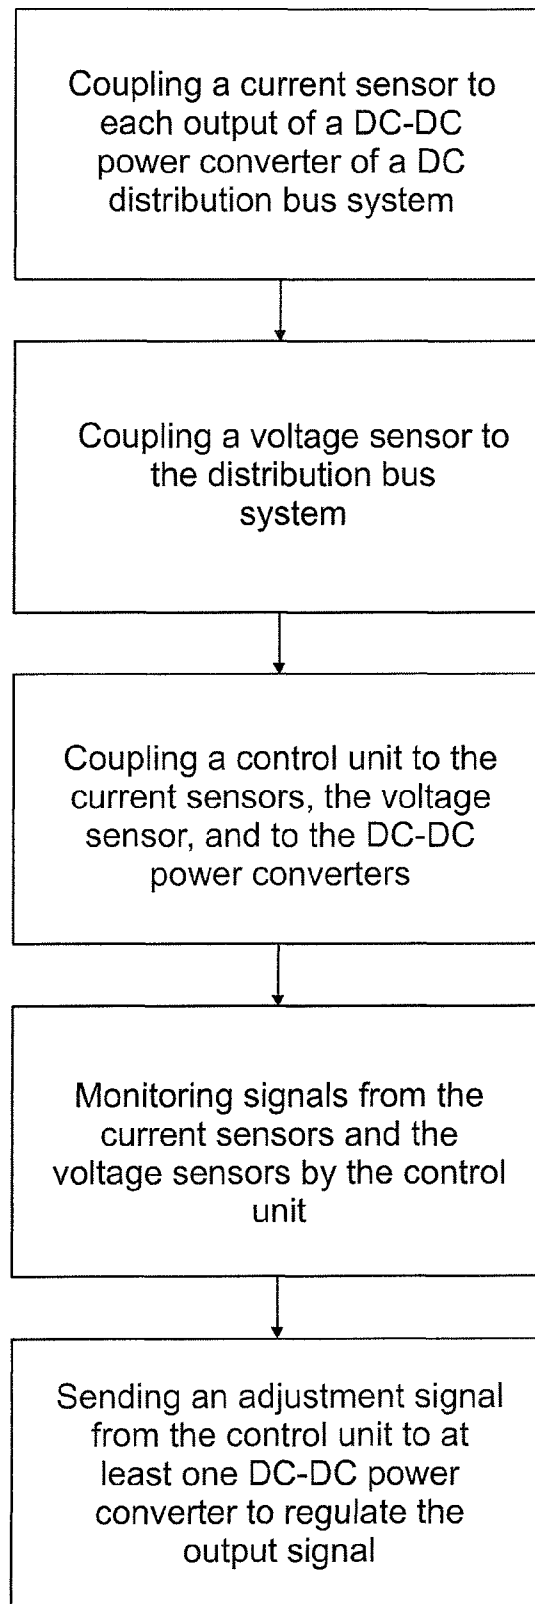 Coupling a current sensor to
each output of a DC-DC
power converter of a DC
distribution bus system
Coupling a voltage sensor to
the distribution bus
system
Coupling a control unit to the
current sensors, the voltage
sensor, and to the DC-DC
power converters
Monitoring signals from the
current sensors and the
voltage sensors by the control
unit
Sending an adjustment signal
from the control unit to at
least one DC-DC power
converter to regulate the
output signal